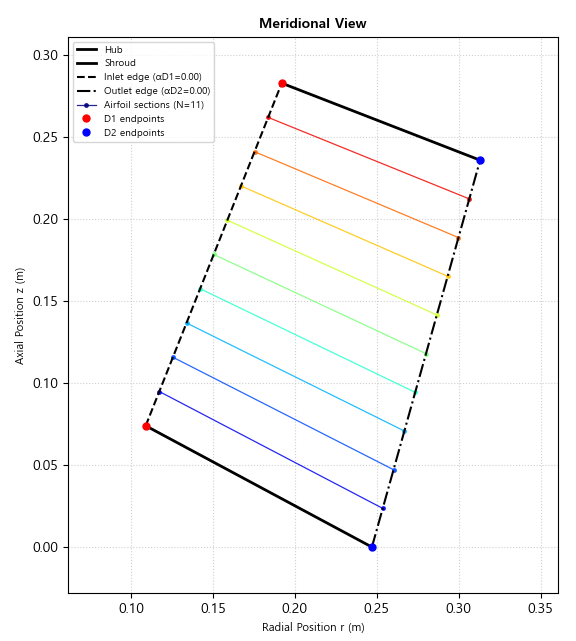 Meridional View
Hub
Shroud
Inlet edge (αD1=0.00)
Outlet edge (αD2=0.00)
Airfoil sections (N=11)
D1 endpoints
D2 endpoints
0.30
0.25
0.20
0.15
0.10
0.05
0.00
Axial Position z (m)
0.10 0.15 0.20 0.25 0.30 0.35
Radial Position r (m)